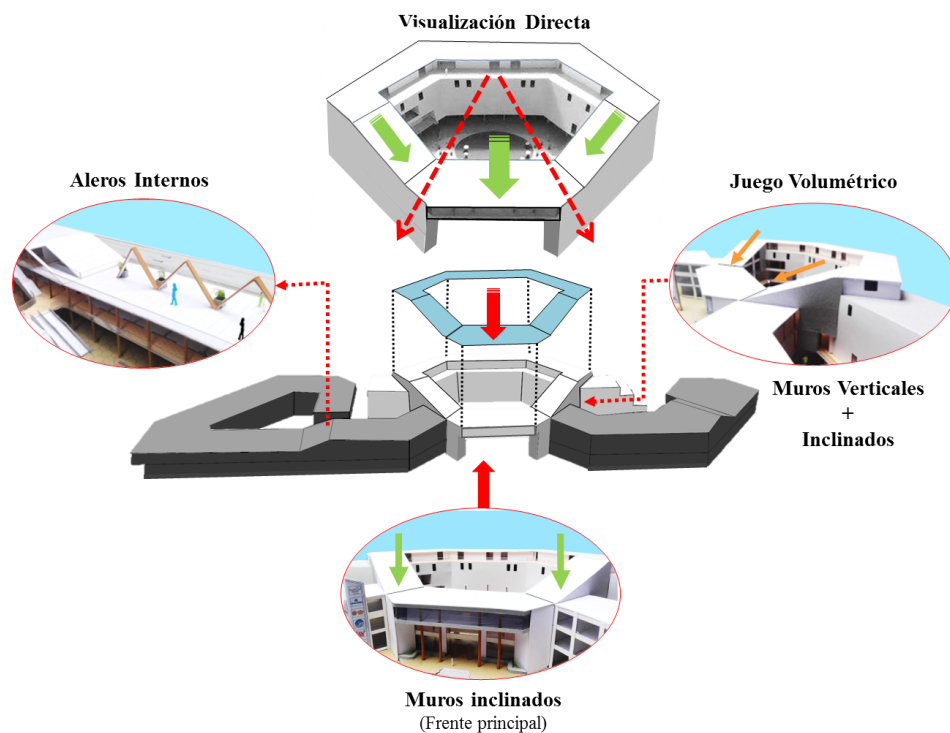 Visualización Directa
Aleros Internos
Juego Volumétrico
Muros Verticales
+
Inclinados
Muros inclinados
(Frente principal)